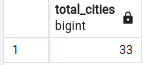 total_cities
bigint
1 33